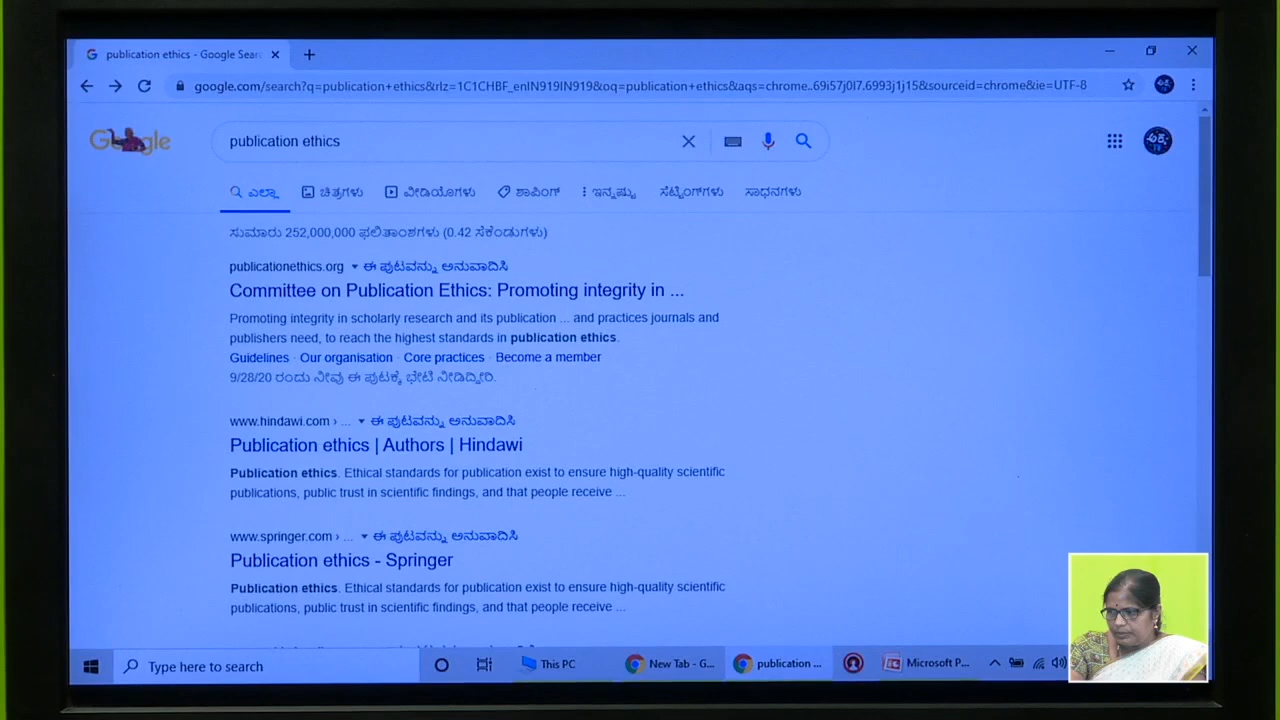 publication ethics - Google Sear
google.com/search?q=publication+ethics&rlz=1C1CHBF_enIN919IN919&oq=publication+ethics&aqs=chrome..69i57j0l7.6993j1j15&sourceid=chrome&ie=UTF-8
publication ethics
ಎಲ್ಲಾ ಚಿತ್ರಗಳು ವೀಡಿಯೊಗಳು ಶಾಪಿಂಗ್ ಇನ್ನಷ್ಟು ಸೆಟ್ಟಿಂಗ್‌ಗಳು ಸಾಧನಗಳು
ಸುಮಾರು 252,000,000 ಫಲಿತಾಂಶಗಳು (0.42 ಸೆಕೆಂಡುಗಳು)
publicationethics.org ಈ ಪುಟವನ್ನು ಅನುವಾದಿಸಿ
Committee on Publication Ethics: Promoting integrity in ...
Promoting integrity in scholarly research and its publication ... and practices journals and
publishers need, to reach the highest standards in publication ethics.
Guidelines · Our organisation · Core practices · Become a member
9/28/20 ರಂದು ನೀವು ಈ ಪುಟಕ್ಕೆ ಭೇಟಿ ನೀಡಿದ್ದೀರಿ.
www.hindawi.com › ... ಈ ಪುಟವನ್ನು ಅನುವಾದಿಸಿ
Publication ethics | Authors | Hindawi
Publication ethics. Ethical standards for publication exist to ensure high-quality scientific
publications, public trust in scientific findings, and that people receive ...
www.springer.com › ... ಈ ಪುಟವನ್ನು ಅನುವಾದಿಸಿ
Publication ethics - Springer
Publication ethics. Ethical standards for publication exist to ensure high-quality scientific
publications, public trust in scientific findings, and that people receive ...
Type here to search This PC New Tab - G... publication ... Microsoft P...